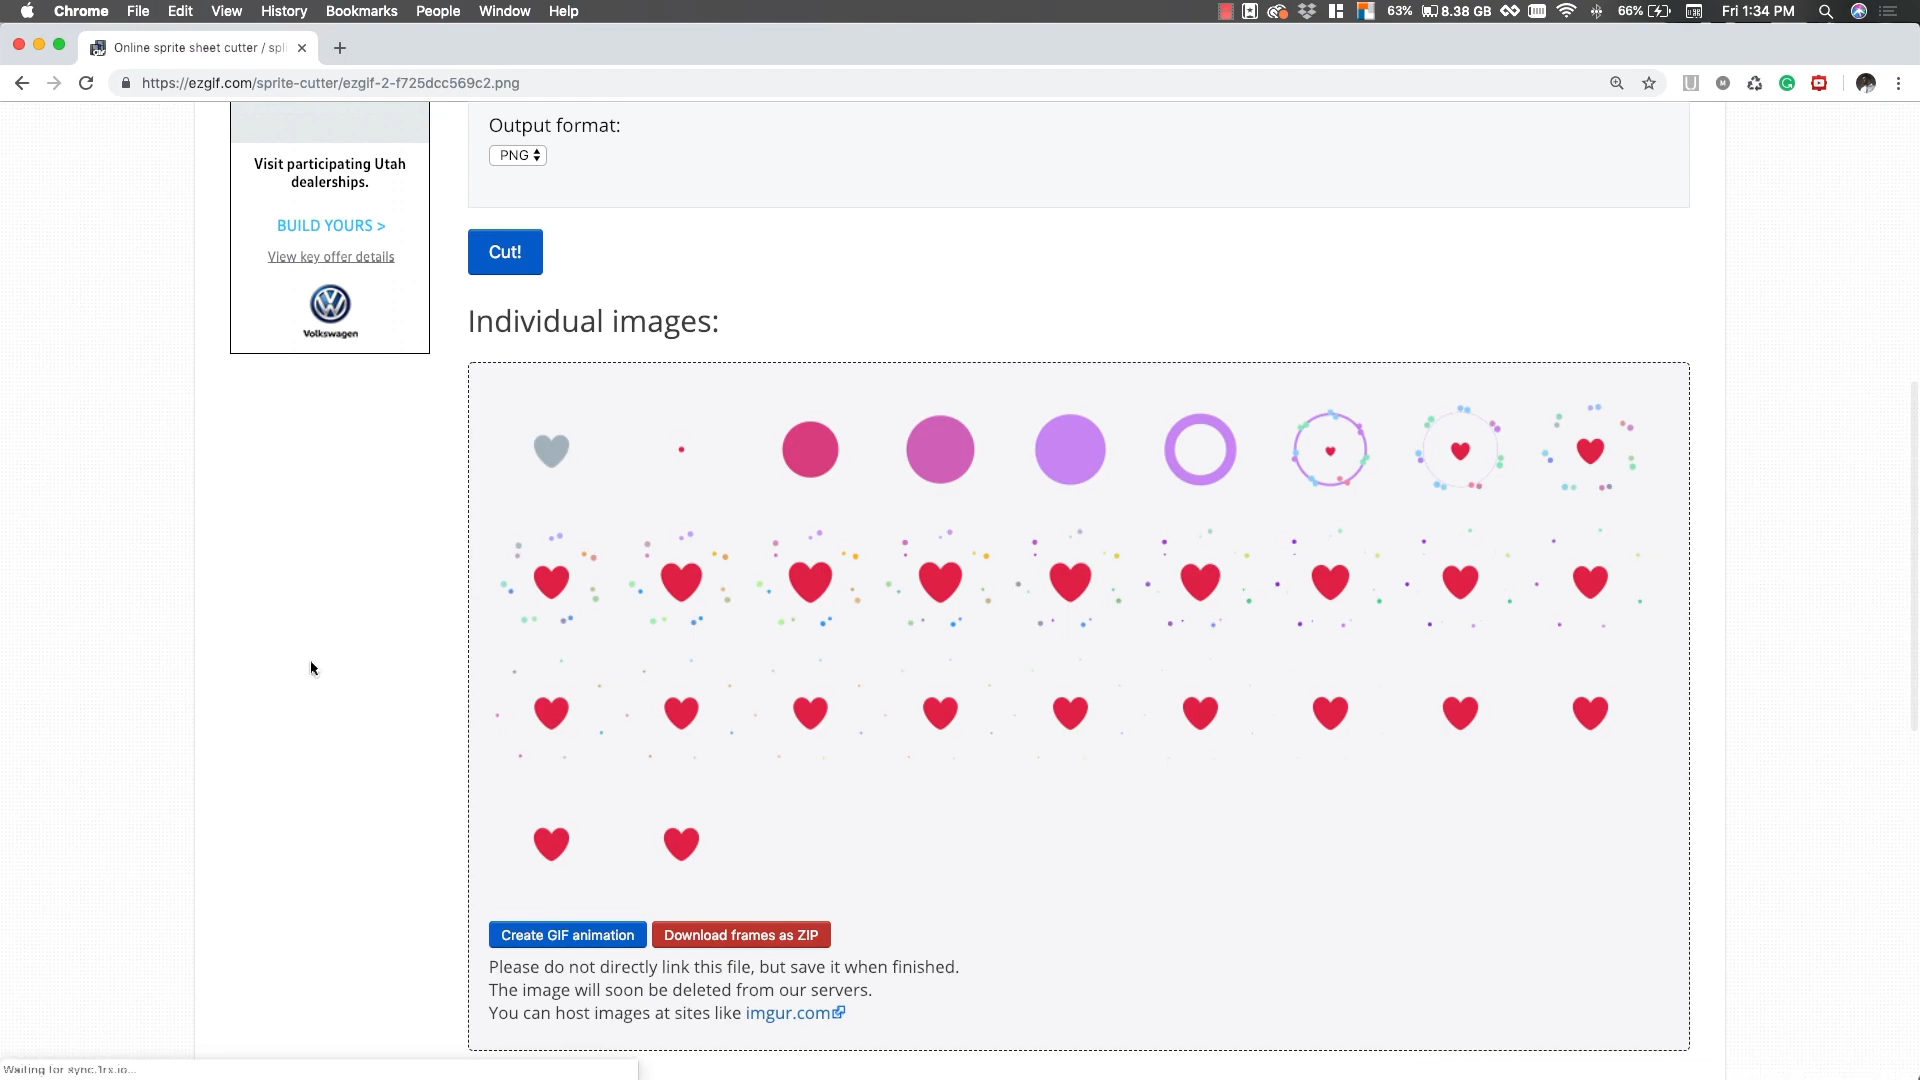 Chrome File Edit View History Bookmarks People Window Help
63% 8.38 GB 66% Fri 1:34 PM
Online sprite sheet cutter / spl
https://ezgif.com/sprite-cutter/ezgif-2-f725dcc569c2.png
Output format:
PNG
Visit participating Utah
dealerships.
BUILD YOURS >
View key offer details
Volkswagen
Cut!
Individual images:
Create GIF animation
Download frames as ZIP
Please do not directly link this file, but save it when finished.
The image will soon be deleted from our servers.
You can host images at sites like imgur.com
Waiting for sync.1rx.io...